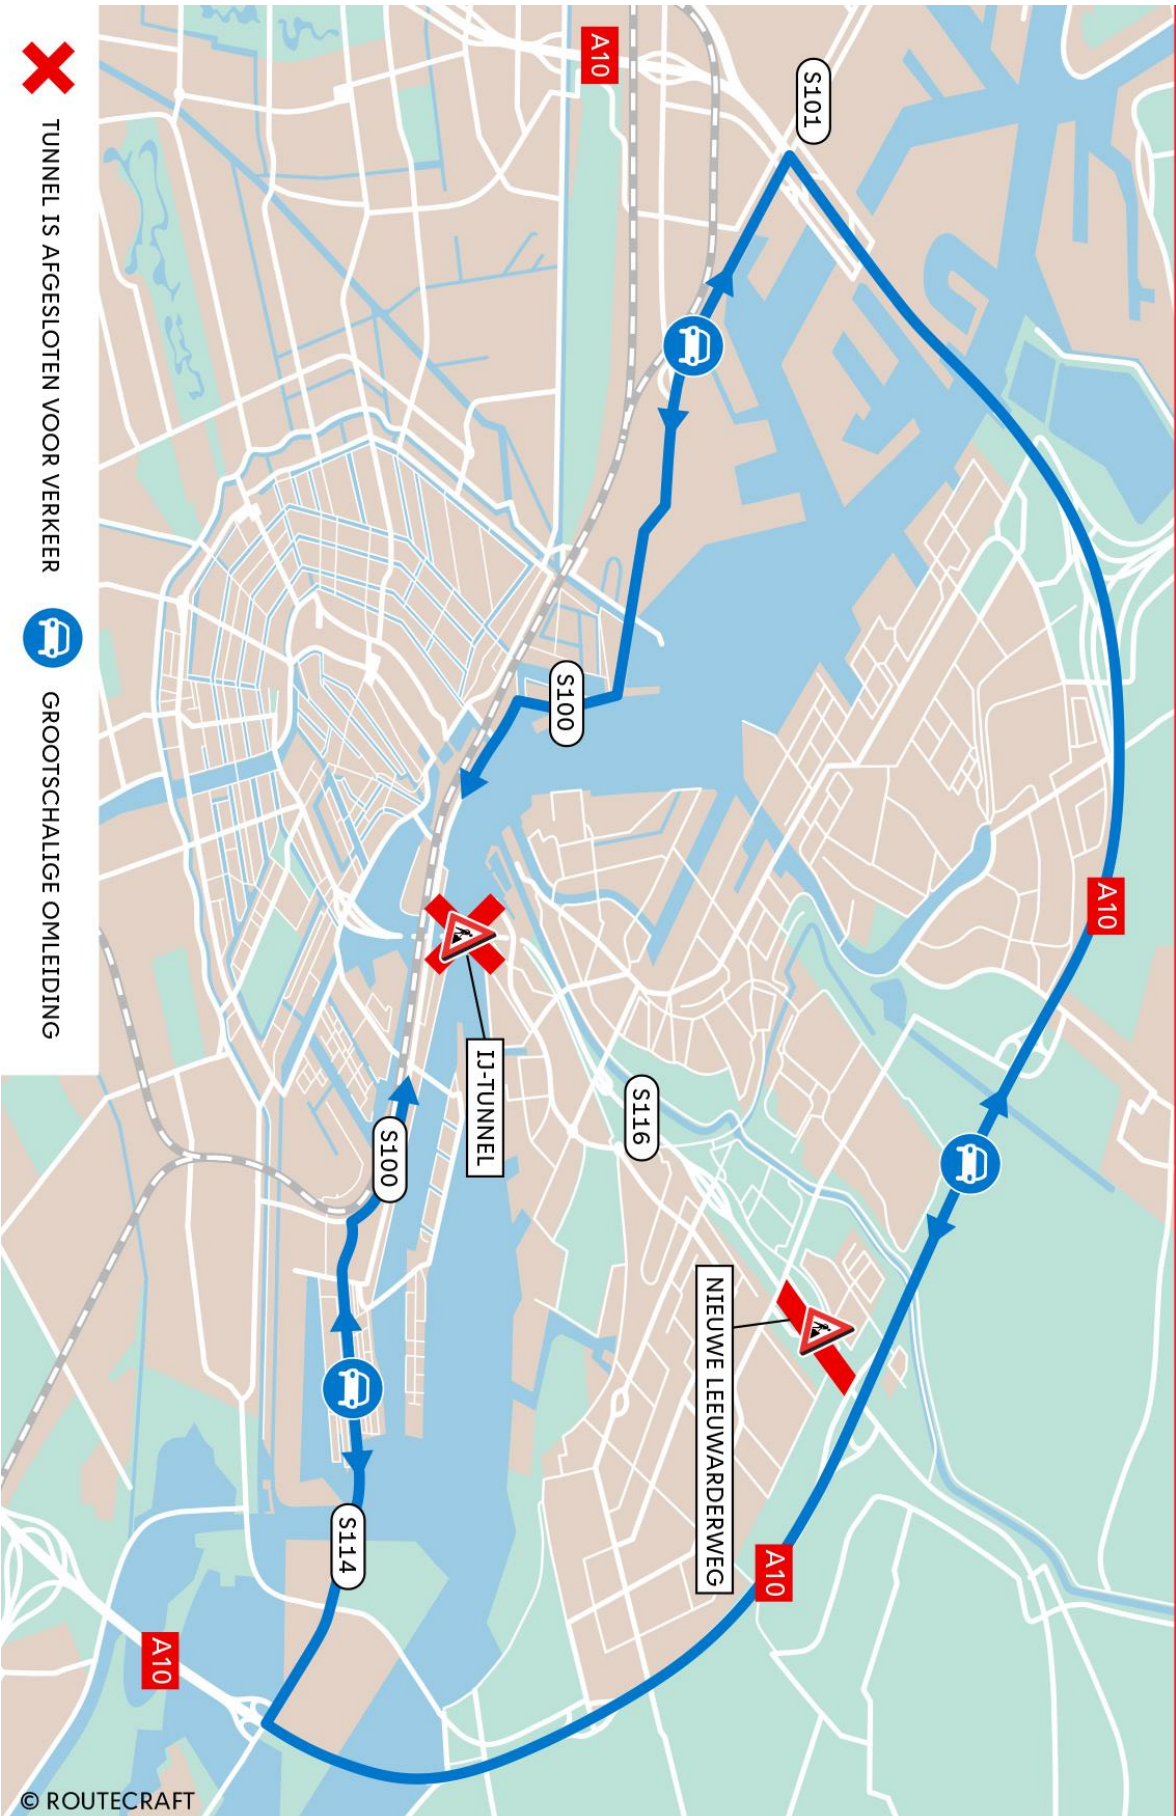 A10
S101
S100
A10
IJ-TUNNEL
S116
NIEUWE LEEUWARDERWEG
S100
S114
A10
A10
TUNNEL IS AFGESLOTEN VOOR VERKEER
GROOTSCHALIGE OMLEIDING
© ROUTECRAFT